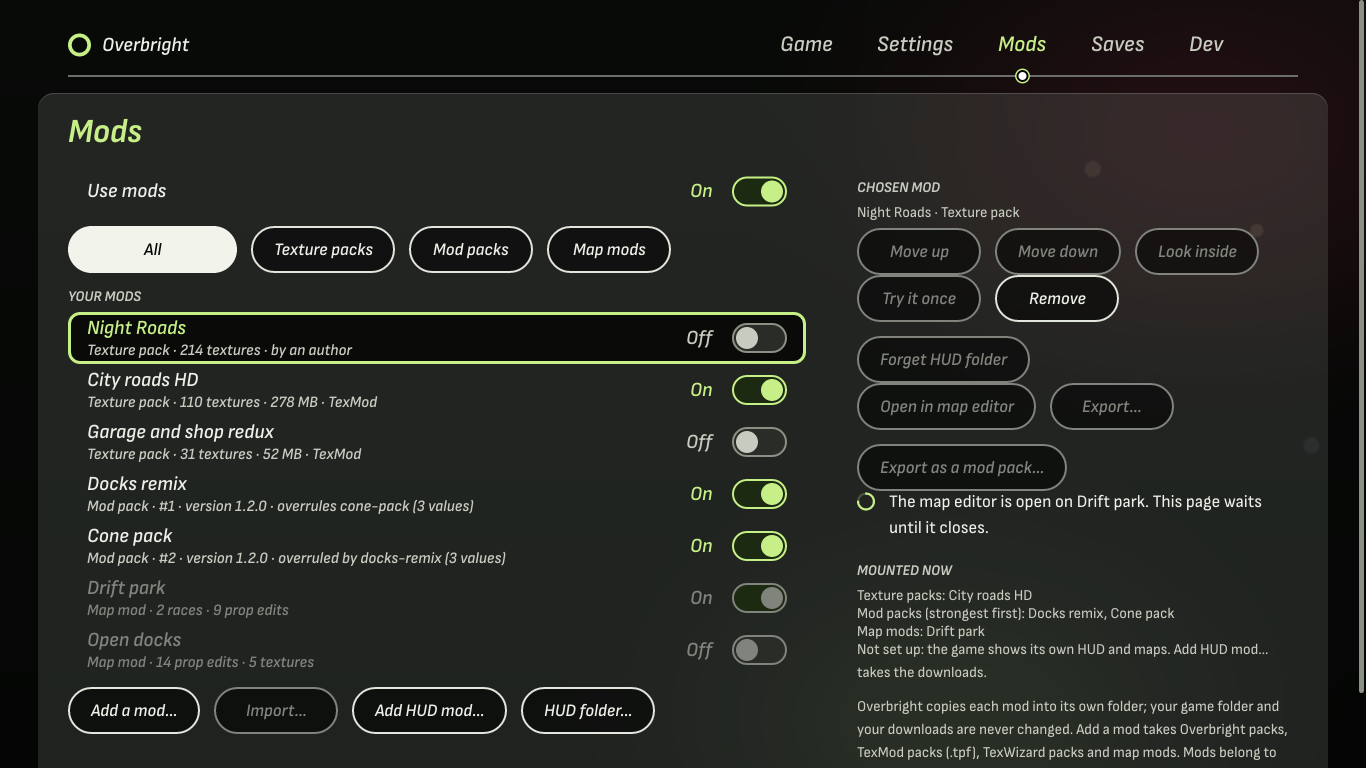 Overbright
Game
Settings
Mods
Saves
Dev
Mods
Use mods
On
All
Texture packs
Mod packs
Map mods
YOUR MODS
Night Roads
Texture pack · 214 textures · by an author
Off
City roads HD
Texture pack · 110 textures · 278 MB · TexMod
On
Garage and shop redux
Texture pack · 31 textures · 52 MB · TexMod
Off
Docks remix
Mod pack · #1 · version 1.2.0 · overrules cone-pack (3 values)
On
Cone pack
Mod pack · #2 · version 1.2.0 · overruled by docks-remix (3 values)
On
Drift park
Map mod · 2 races · 9 prop edits
On
Open docks
Map mod · 14 prop edits · 5 textures
Off
Add a mod...
Import...
Add HUD mod...
HUD folder...
CHOSEN MOD
Night Roads · Texture pack
Move up
Move down
Look inside
Try it once
Remove
Forget HUD folder
Open in map editor
Export...
Export as a mod pack...
The map editor is open on Drift park. This page waits
until it closes.
MOUNTED NOW
Texture packs: City roads HD
Mod packs (strongest first): Docks remix, Cone pack
Map mods: Drift park
Not set up: the game shows its own HUD and maps. Add HUD mod...
takes the downloads.
Overbright copies each mod into its own folder; your game folder and
your downloads are never changed. Add a mod takes Overbright packs,
TexMod packs (.tpf), TexWizard packs and map mods. Mods belong to